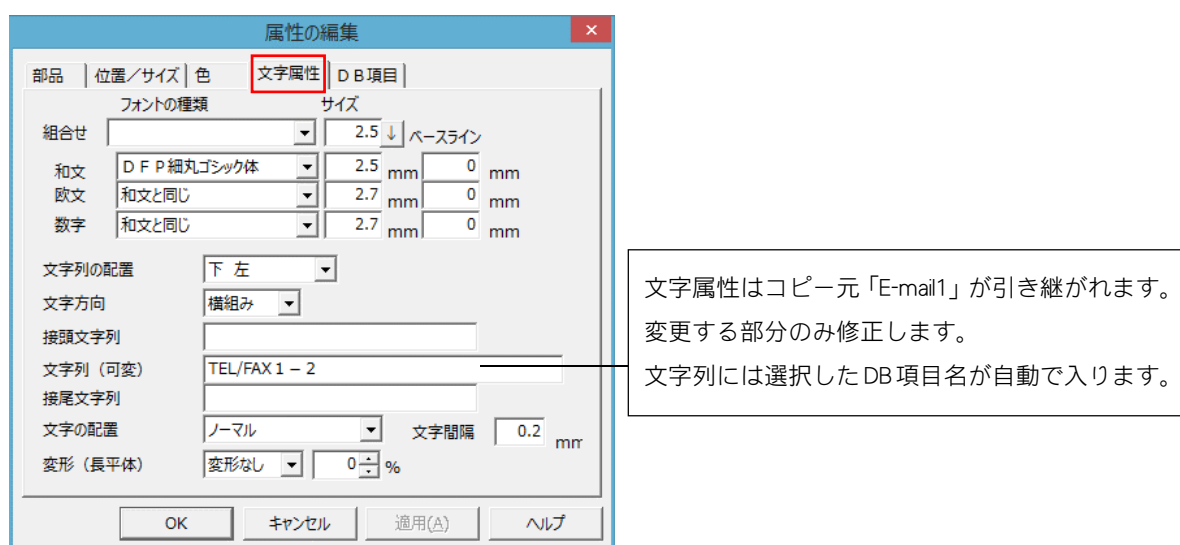 属性の編集
×
部品 位置/サイズ 色 文字属性 DB項目
フォントの種類 サイズ
組合せ 2.5 ↓ ベースライン
和文 DFP細丸ゴシック体 2.5 mm 0 mm
欧文 和文と同じ 2.7 mm 0 mm
数字 和文と同じ 2.7 mm 0 mm
文字列の配置 下 左
文字方向 横組み
接頭文字列
文字列（可変） TEL/FAX1－2
接尾文字列
文字の配置 ノーマル 文字間隔 0.2 mm
変形（長平体） 変形なし 0 %
OK キャンセル 適用(A) ヘルプ
文字属性はコピー元「E-mail1」が引き継がれます。
変更する部分のみ修正します。
文字列には選択したDB項目名が自動で入ります。